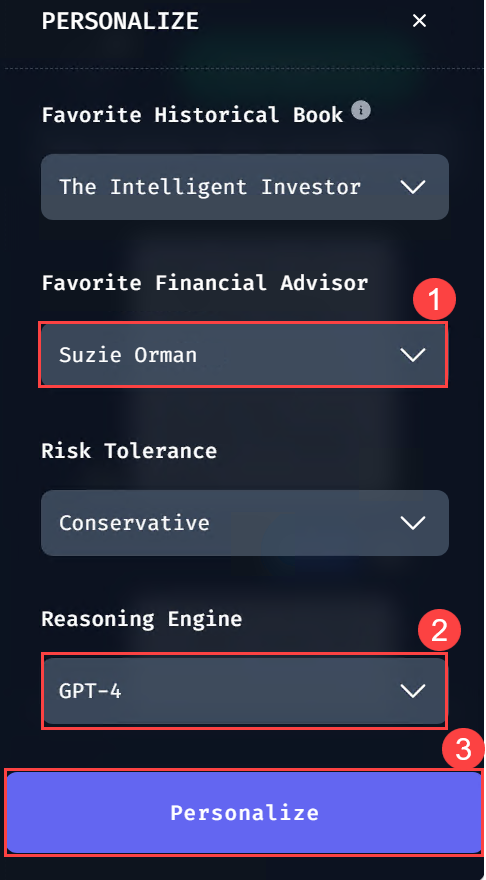 PERSONALIZE ×
Favorite Historical Book i
The Intelligent Investor
Favorite Financial Advisor
1
Suzie Orman
Risk Tolerance
Conservative
Reasoning Engine
2
GPT-4
3
Personalize